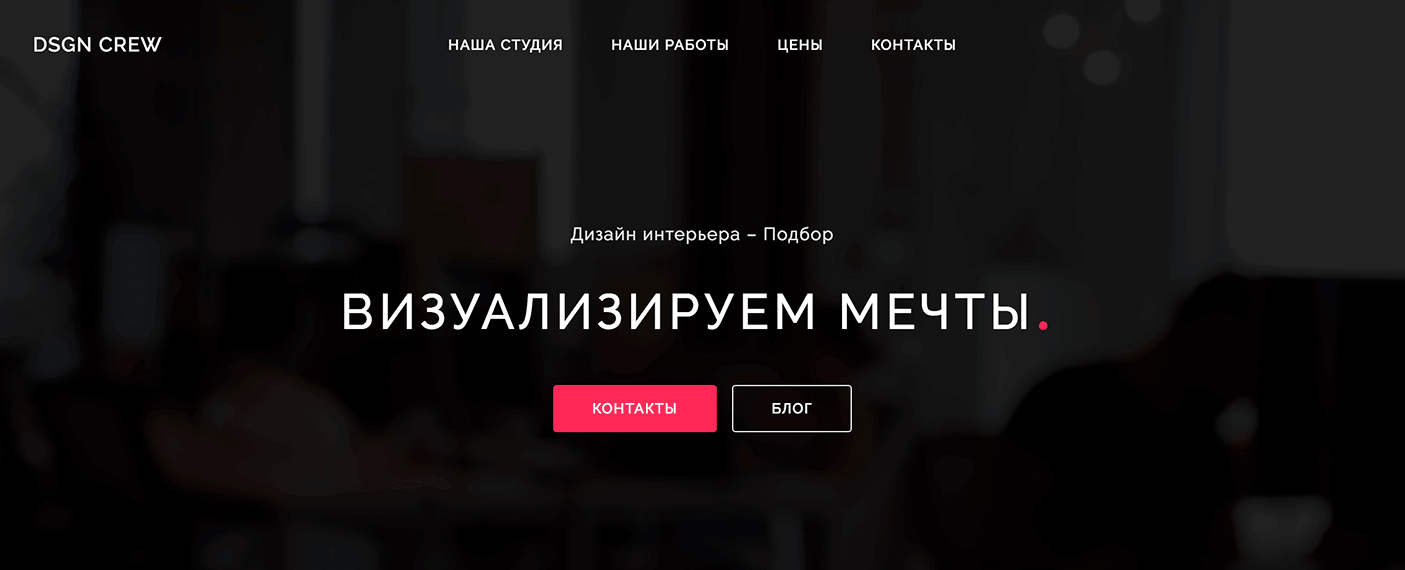 DSGN CREW
НАША СТУДИЯ НАШИ РАБОТЫ ЦЕНЫ КОНТАКТЫ
Дизайн интерьера – Подбор
ВИЗУАЛИЗИРУЕМ МЕЧТЫ.
КОНТАКТЫ БЛОГ